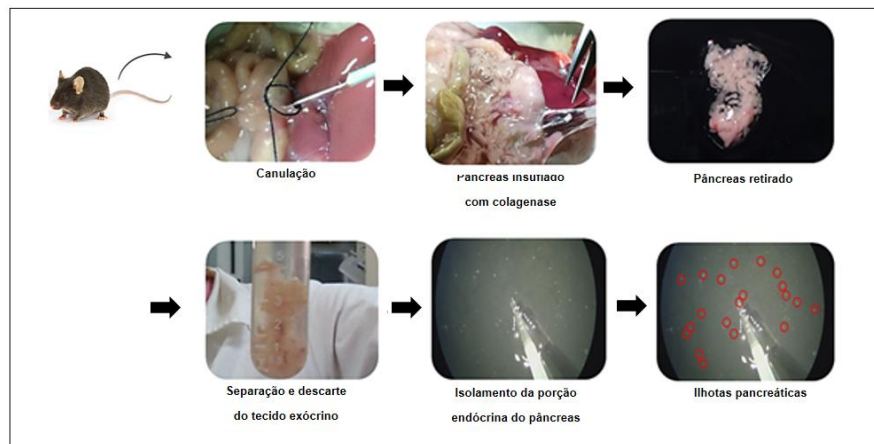 Canulação
Pâncreas insuflado
com colagenase
Pâncreas retirado
Separação e descarte
do tecido exócrino
Isolamento da porção
endócrina do pâncreas
Ilhotas pancreáticas